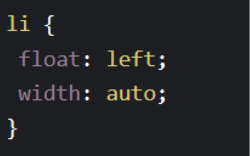 li {
 float: left;
 width: auto;
}